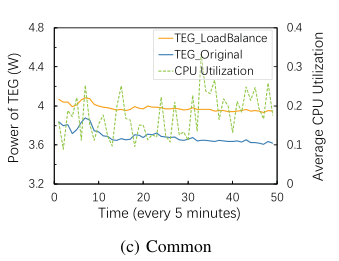 4.8
4.4
4
3.6
3.2
Power of TEG (W)
TEG_LoadBalance
TEG_Original
CPU Utilization
0.4
0.3
0.2
0.1
0
Average CPU Utilization
0 10 20 30 40 50
Time (every 5 minutes)
(c) Common